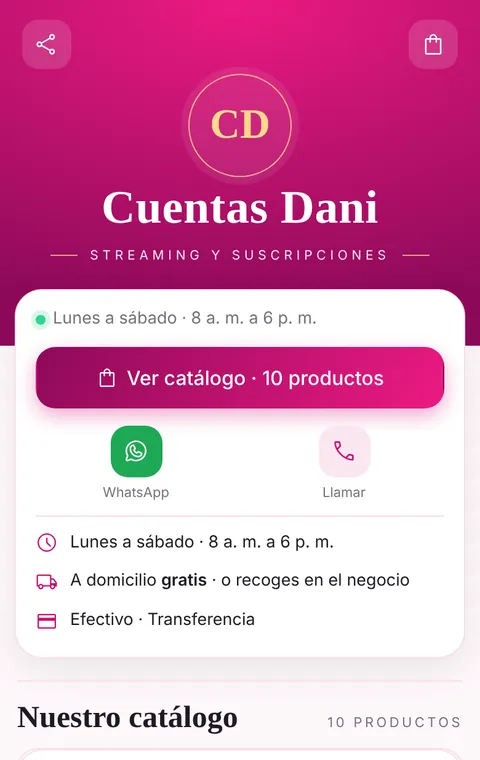 CD
Cuentas Dani
STREAMING Y SUSCRIPCIONES
Lunes a sábado · 8 a. m. a 6 p. m.
Ver catálogo · 10 productos
WhatsApp
Llamar
Lunes a sábado · 8 a. m. a 6 p. m.
A domicilio gratis · o recoges en el negocio
Efectivo · Transferencia
Nuestro catálogo
10 PRODUCTOS